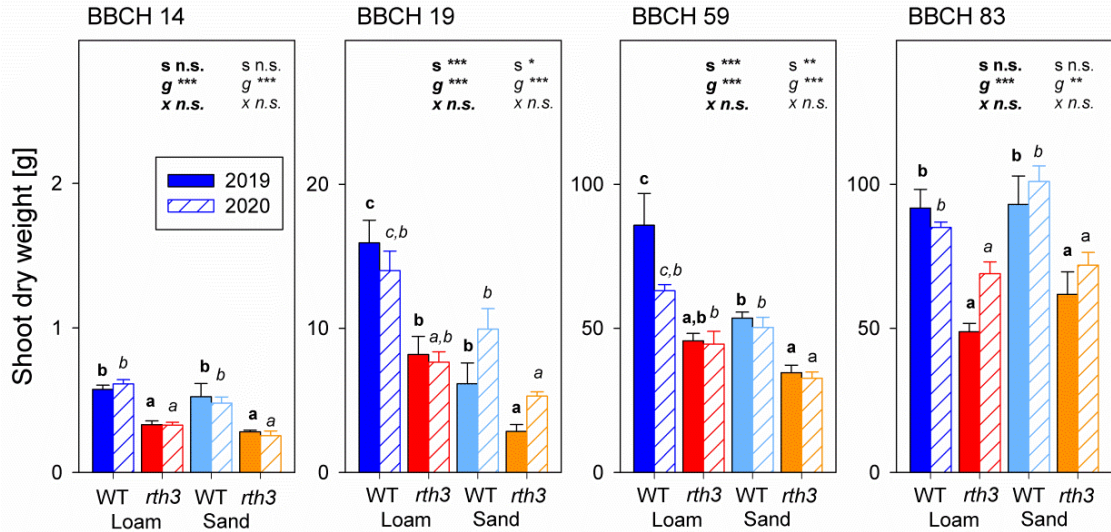 BBCH 14
BBCH 19
BBCH 59
BBCH 83
Shoot dry weight [g]
s n.s. s n.s.
g *** g ***
x n.s. x n.s.
2019
2020
2
1
0
b b a a b b a a
WT rth3 WT rth3
Loam Sand
s *** s *
g *** g ***
x n.s. x n.s.
20
10
0
c c,b b a,b b b a a
WT rth3 WT rth3
Loam Sand
s *** s **
g *** g ***
x n.s. x n.s.
100
50
0
c c,b a,b b b b a a
WT rth3 WT rth3
Loam Sand
s n.s. s n.s.
g *** g **
x n.s. x n.s.
100
50
0
b b a a b b a a
WT rth3 WT rth3
Loam Sand